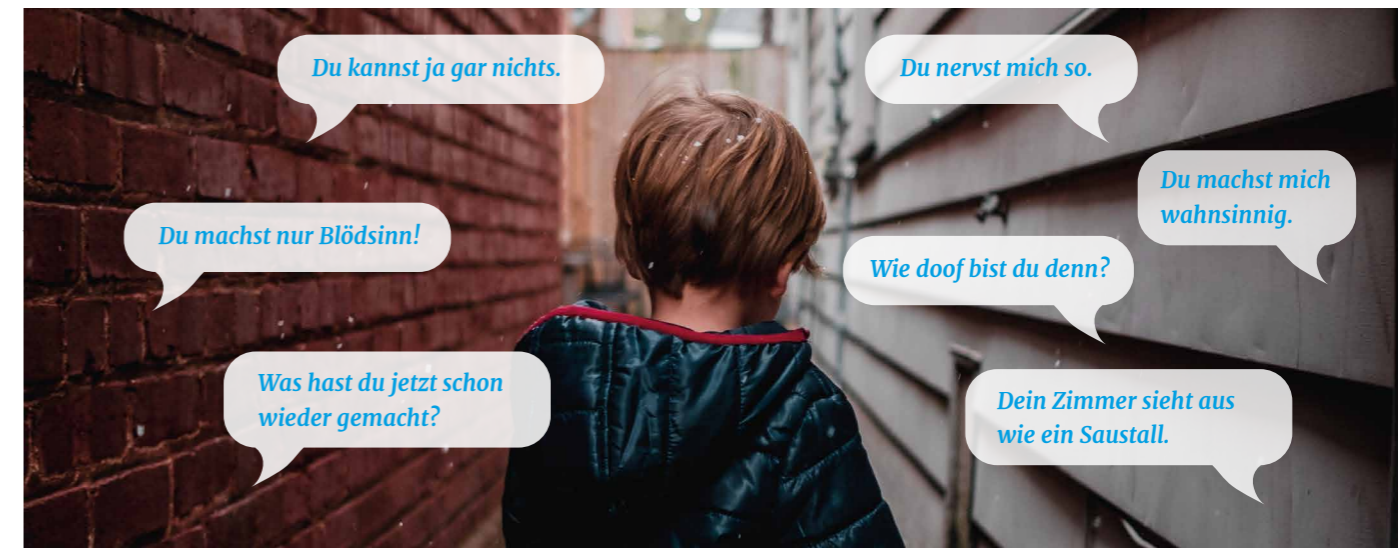 Du kannst ja gar nichts.
Du nervst mich so.
Du machst mich
wahnsinnig.
Du machst nur Blödsinn!
Wie doof bist du denn?
Was hast du jetzt schon
wieder gemacht?
Dein Zimmer sieht aus
wie ein Saustall.